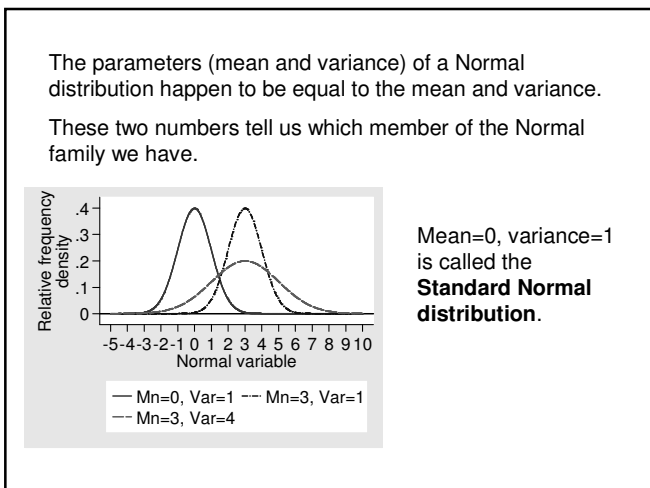 The parameters (mean and variance) of a Normal
distribution happen to be equal to the mean and variance.
These two numbers tell us which member of the Normal
family we have.
Relative frequency
density
.4
.3
.2
.1
0
-5 -4 -3 -2 -1 0 1 2 3 4 5 6 7 8 9 10
Normal variable
Mn=0, Var=1 Mn=3, Var=1
Mn=3, Var=4
Mean=0, variance=1
is called the
Standard Normal
distribution.